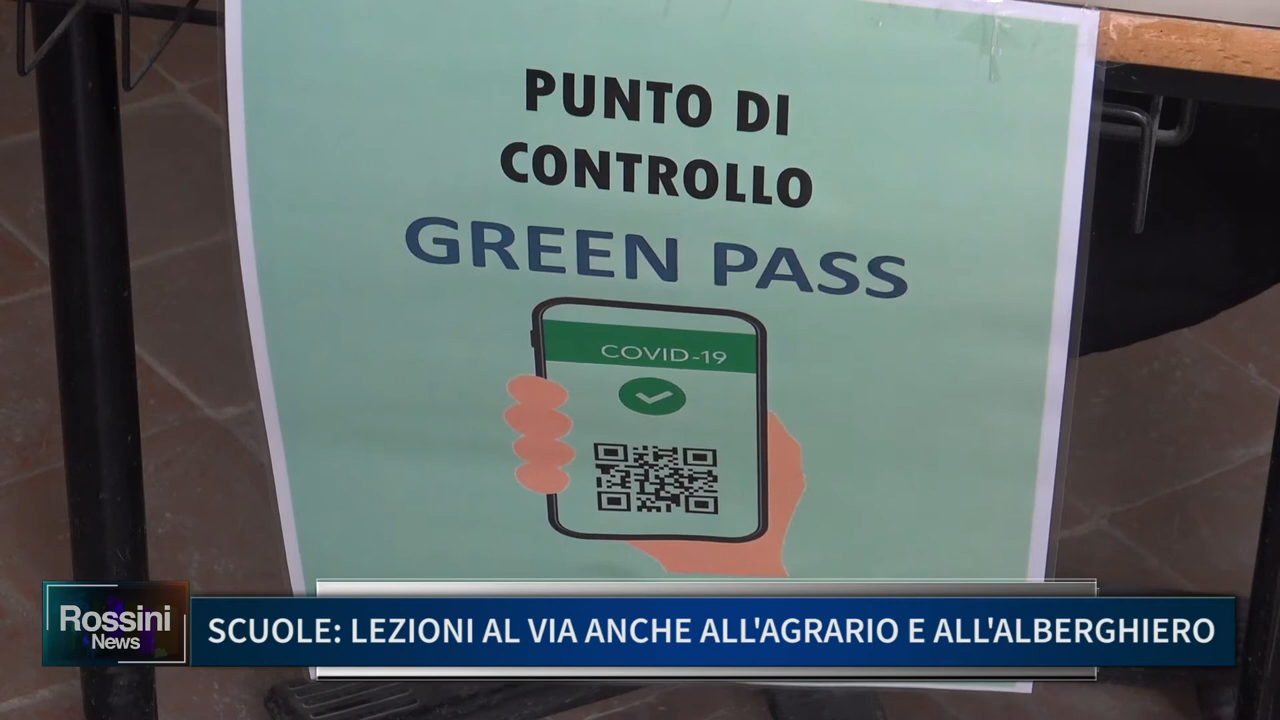 PUNTO DI
CONTROLLO
GREEN PASS
COVID-19
Rossini
News
SCUOLE: LEZIONI AL VIA ANCHE ALL'AGRARIO E ALL'ALBERGHIERO